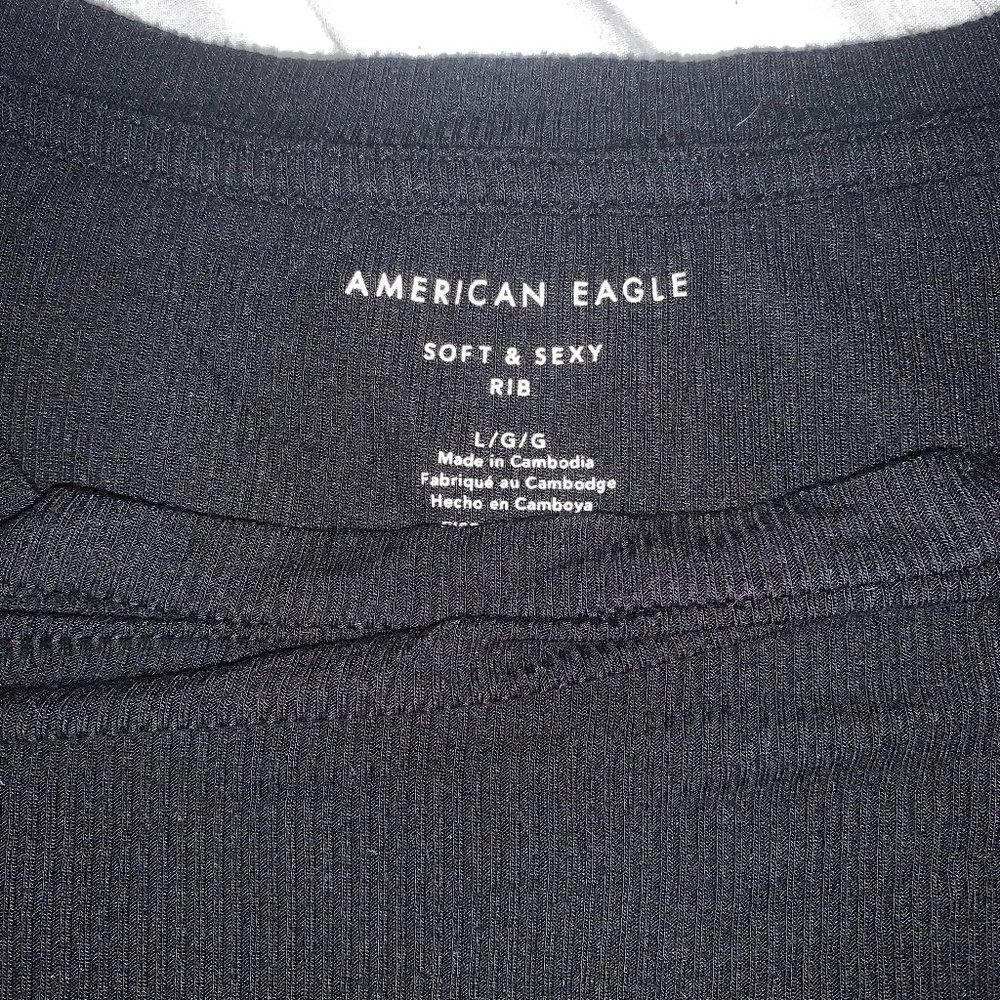 AMERICAN EAGLE
SOFT & SEXY
RIB
L/G/G
Made in Cambodia
Fabriqué au Cambodge
Hecho en Camboya